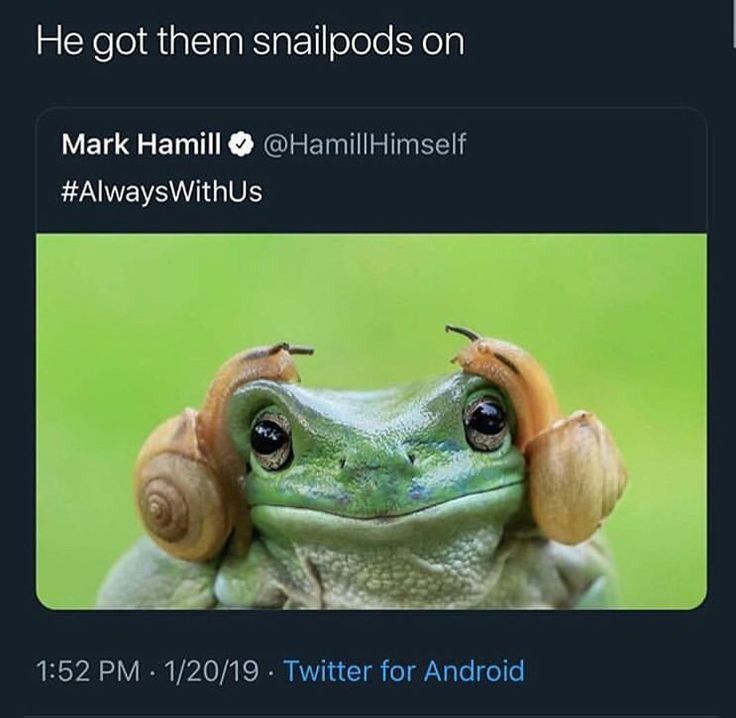 He got them snailpods on
Mark Hamill @HamillHimself
#AlwaysWithUs
1:52 PM · 1/20/19 · Twitter for Android